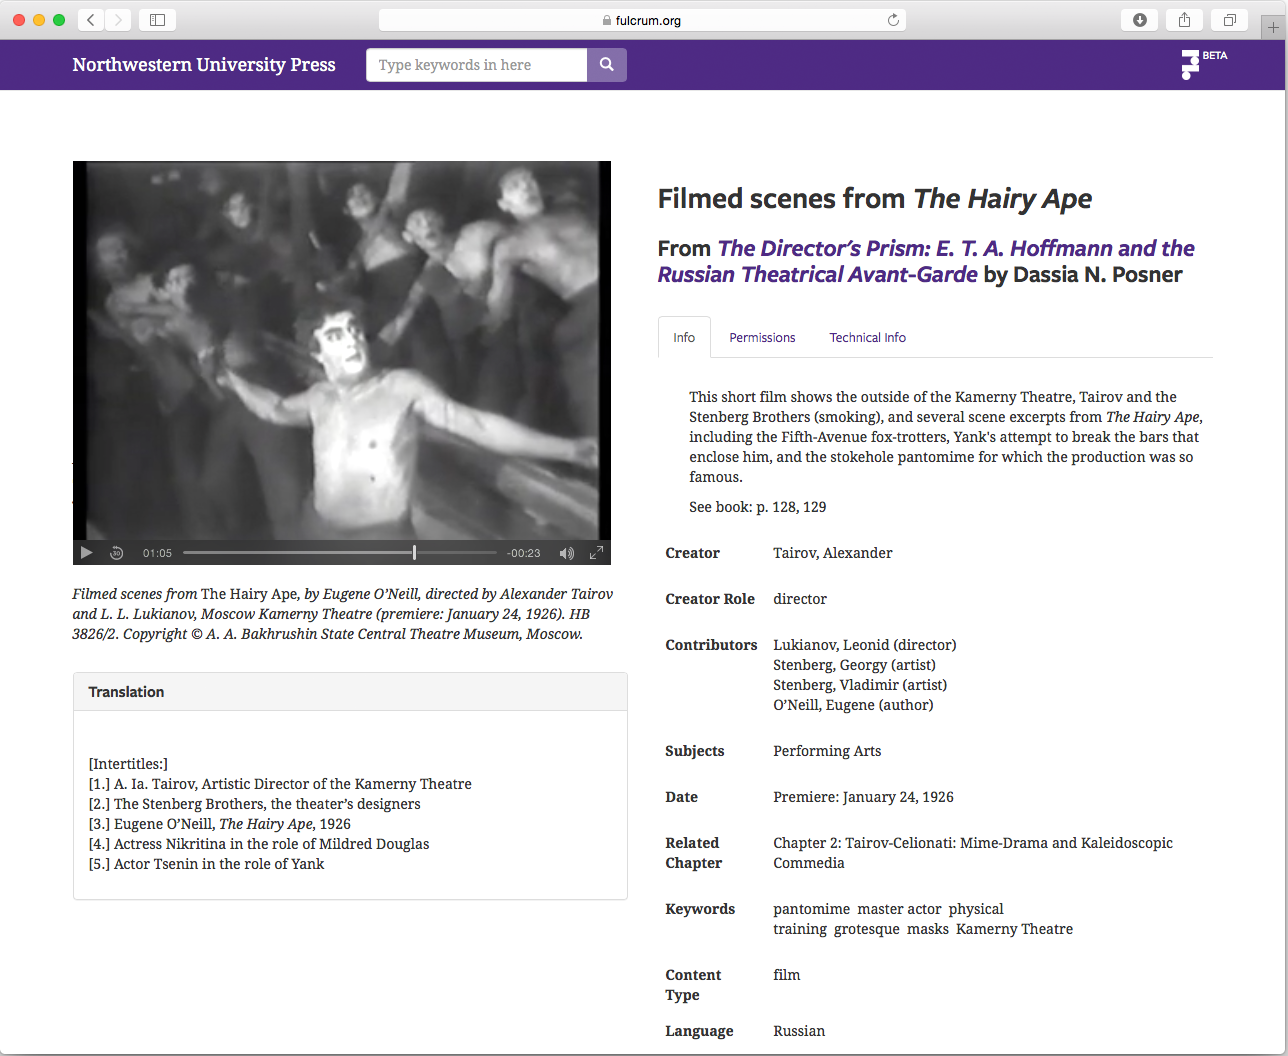 fulcrum.org
Northwestern University Press
Type keywords in here
BETA
Filmed scenes from The Hairy Ape
From The Director's Prism: E. T. A. Hoffmann and the
Russian Theatrical Avant-Garde by Dassia N. Posner
Info Permissions Technical Info
This short film shows the outside of the Kamerny Theatre, Tairov and the
Stenberg Brothers (smoking), and several scene excerpts from The Hairy Ape,
including the Fifth-Avenue fox-trotters, Yank's attempt to break the bars that
enclose him, and the stokehole pantomime for which the production was so
famous.
See book: p. 128, 129
30 01:05 -00:23
Filmed scenes from The Hairy Ape, by Eugene O'Neill, directed by Alexander Tairov
and L. L. Lukianov, Moscow Kamerny Theatre (premiere: January 24, 1926). HB
3826/2. Copyright © A. A. Bakhrushin State Central Theatre Museum, Moscow.
Translation
[Intertitles:]
[1.] A. Ia. Tairov, Artistic Director of the Kamerny Theatre
[2.] The Stenberg Brothers, the theater's designers
[3.] Eugene O'Neill, The Hairy Ape, 1926
[4.] Actress Nikritina in the role of Mildred Douglas
[5.] Actor Tsenin in the role of Yank
Creator Tairov, Alexander
Creator Role director
Contributors Lukianov, Leonid (director)
Stenberg, Georgy (artist)
Stenberg, Vladimir (artist)
O'Neill, Eugene (author)
Subjects Performing Arts
Date Premiere: January 24, 1926
Related Chapter 2: Tairov-Celionati: Mime-Drama and Kaleidoscopic
Chapter Commedia
Keywords pantomime master actor physical
training grotesque masks Kamerny Theatre
Content film
Type
Language Russian